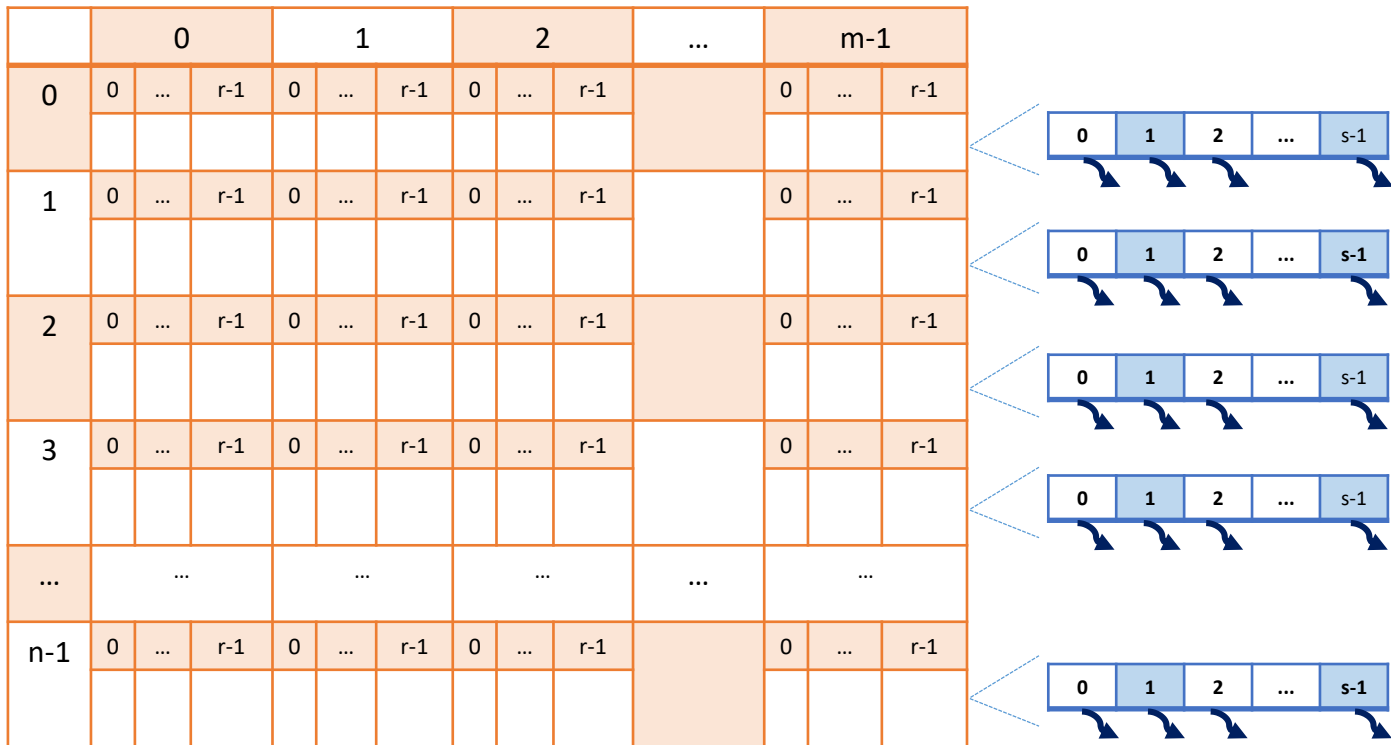 0 1 2 ... m-1
0 0 ... r-1 0 ... r-1 0 ... r-1 0 ... r-1
0 1 2 ... s-1
1 0 ... r-1 0 ... r-1 0 ... r-1 0 ... r-1
0 1 2 ... s-1
2 0 ... r-1 0 ... r-1 0 ... r-1 0 ... r-1
0 1 2 ... s-1
3 0 ... r-1 0 ... r-1 0 ... r-1 0 ... r-1
0 1 2 ... s-1
... ... ... ... ... ...
n-1 0 ... r-1 0 ... r-1 0 ... r-1 0 ... r-1
0 1 2 ... s-1